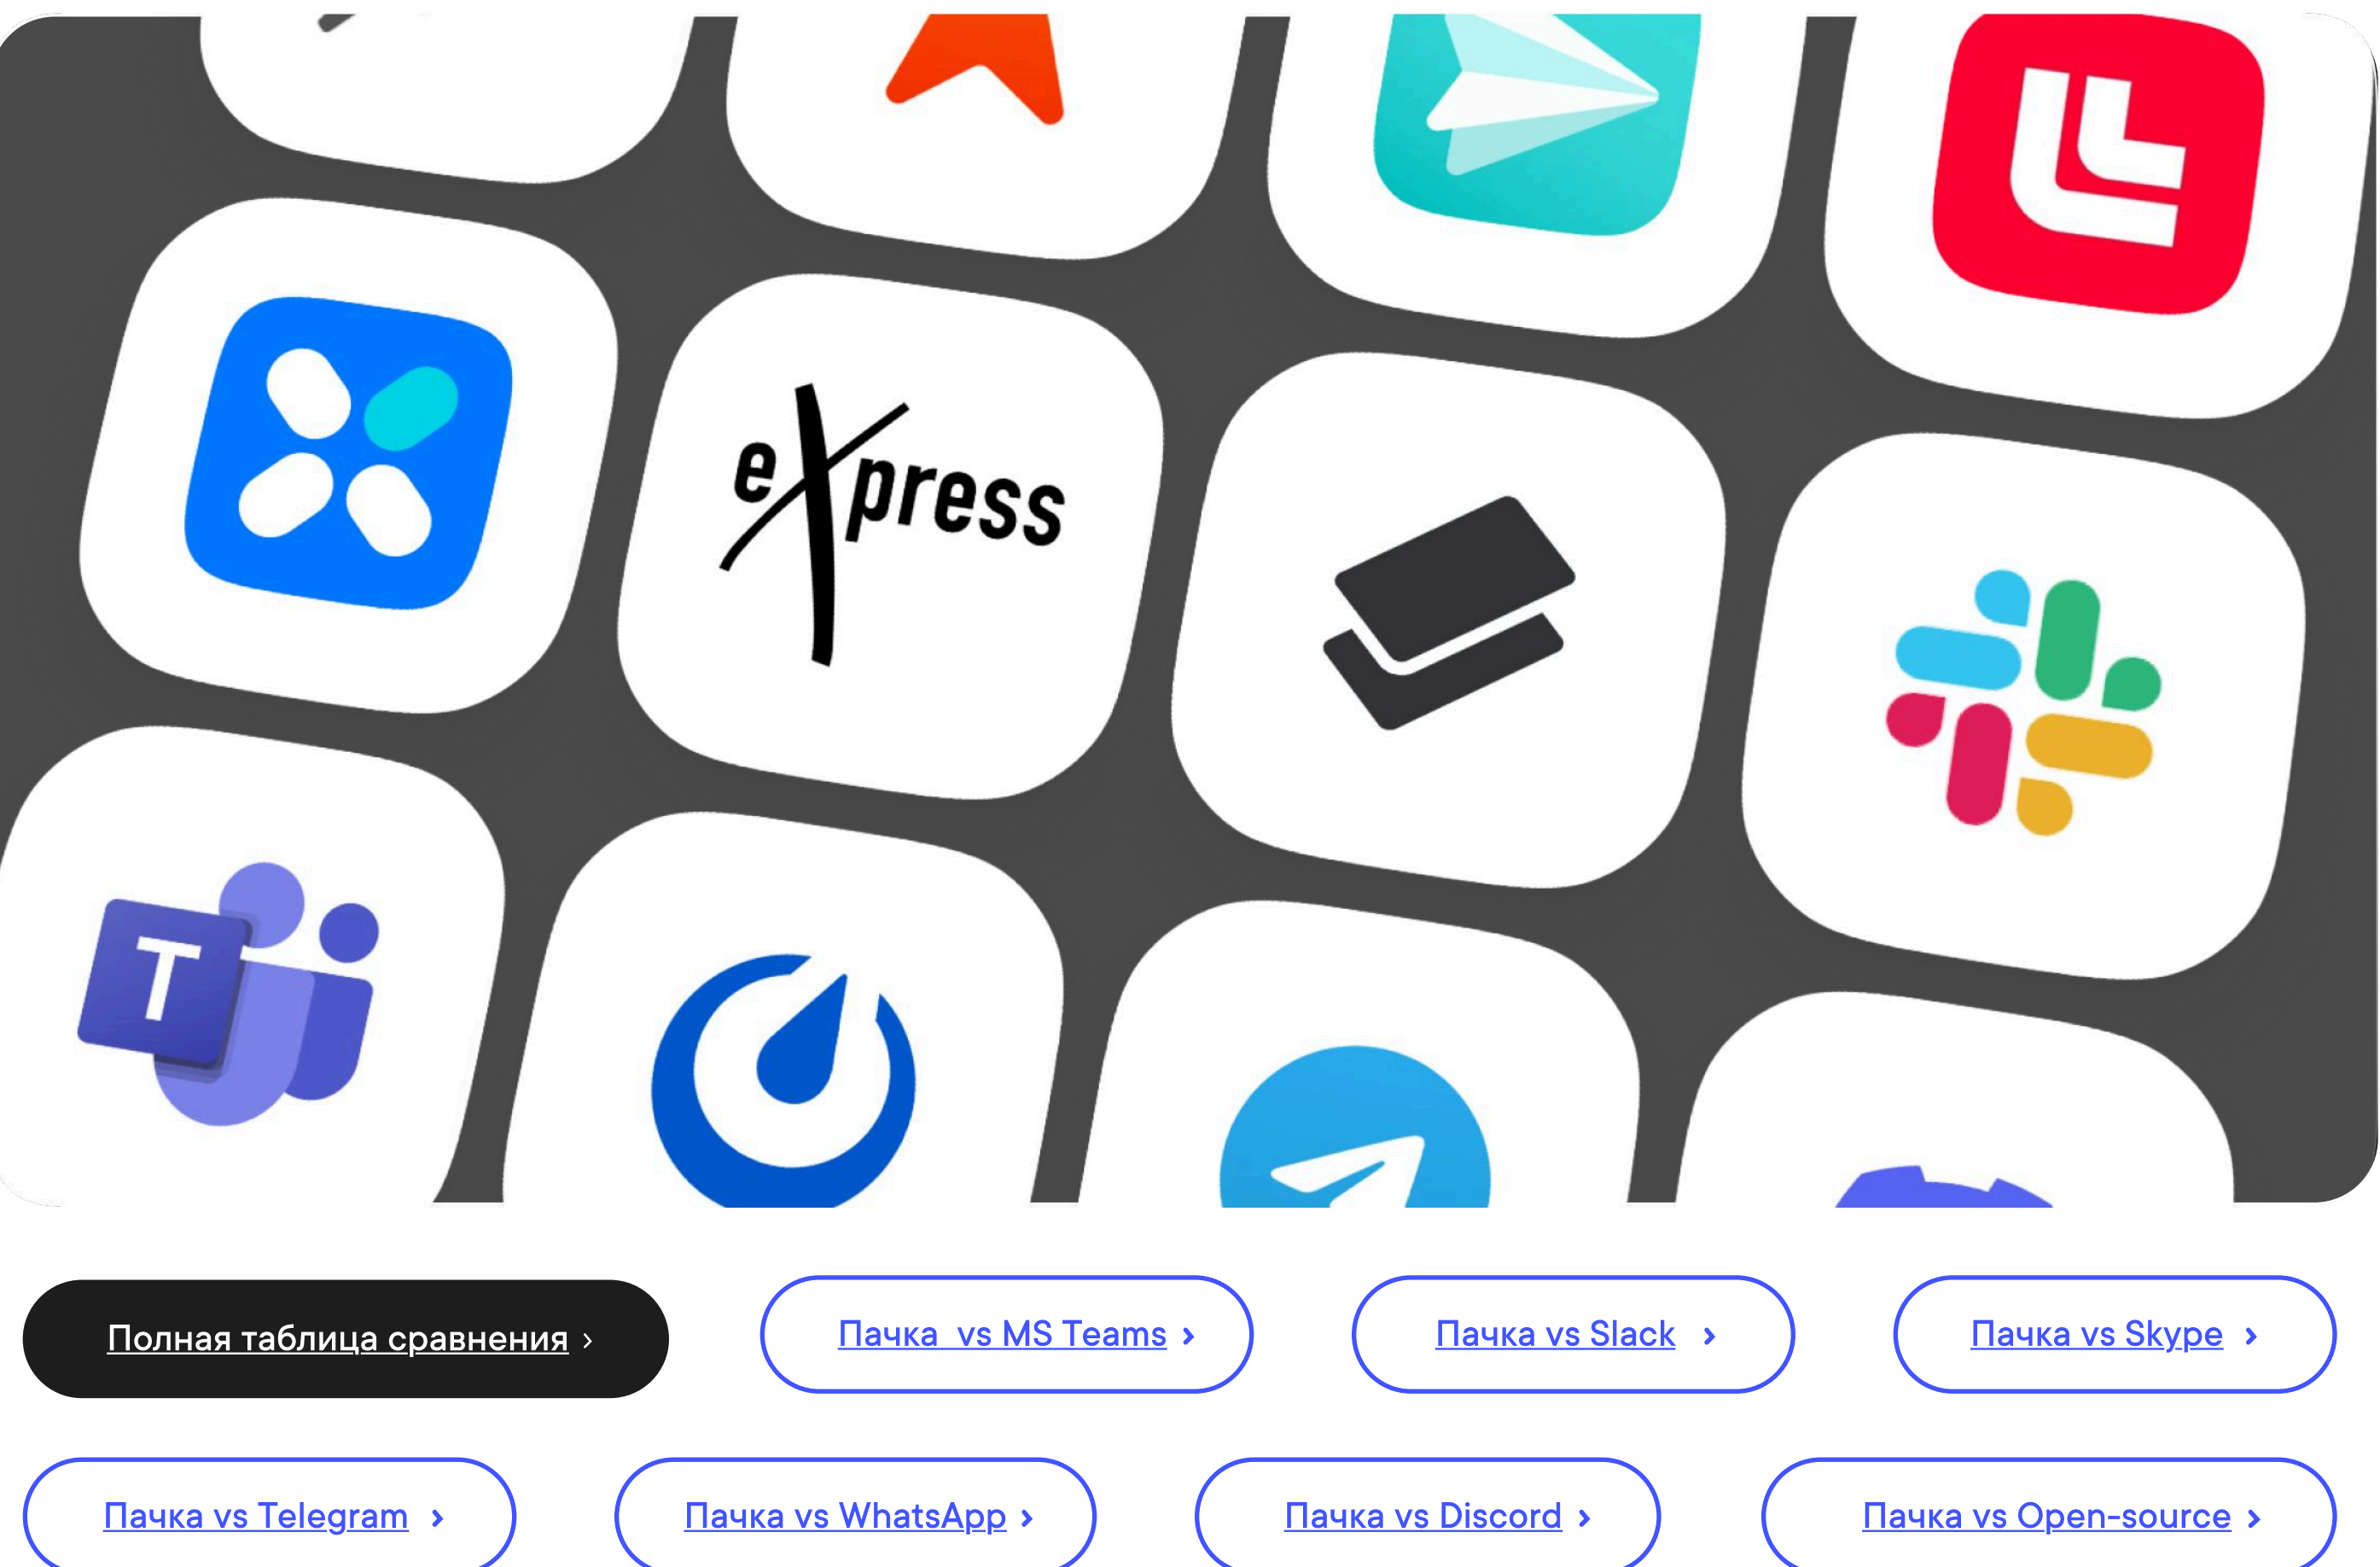 eXpress
T
Полная таблица сравнения
Пачка  vs MS Teams
Пачка vs Slack
Пачка vs Skype
Пачка vs Telegram
Пачка vs WhatsApp
Пачка vs Discord
Пачка vs Open-source